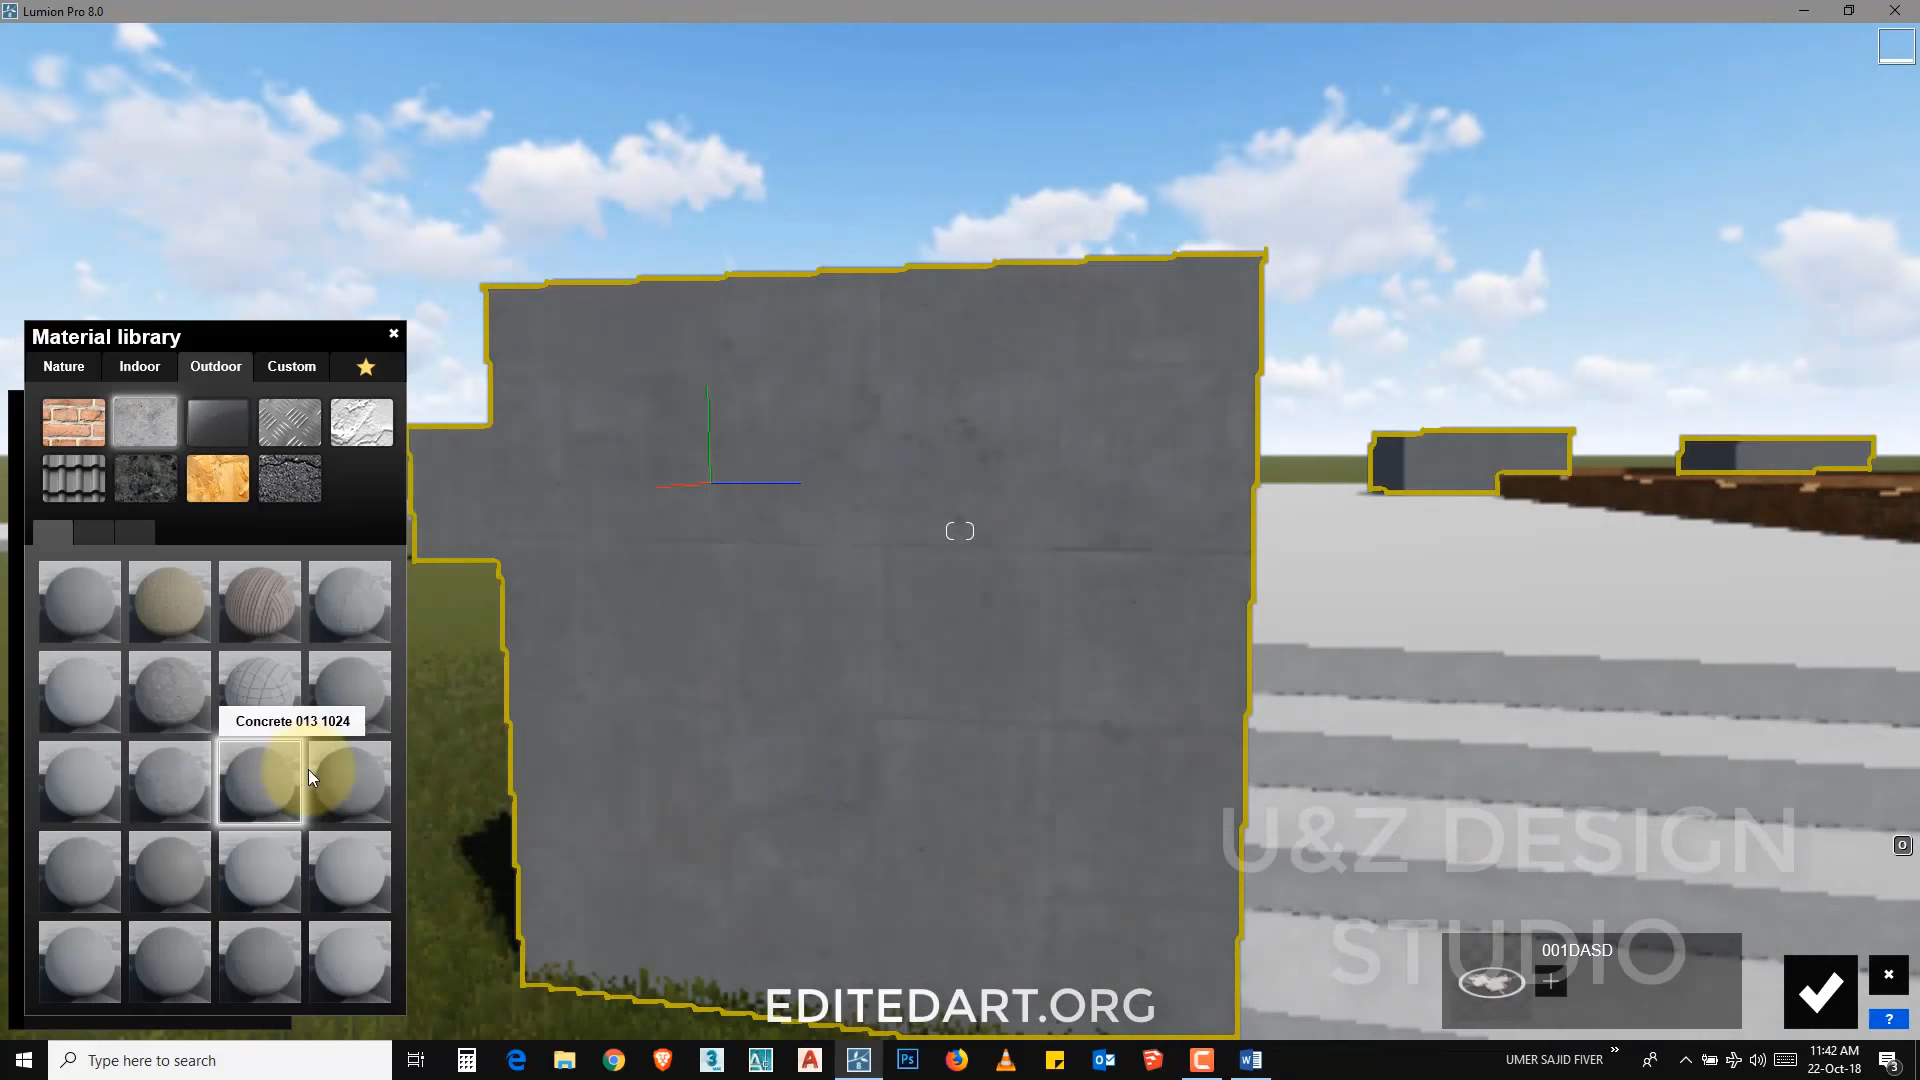 Lumion Pro 8.0
Material library
Nature Indoor Outdoor Custom
Concrete 013 1024
U&Z DESIGN
STUDIO
001DASD
EDITEDART.ORG
O
?
Type here to search
UMER SAJID FIVER
11:42 AM
22-Oct-18
3